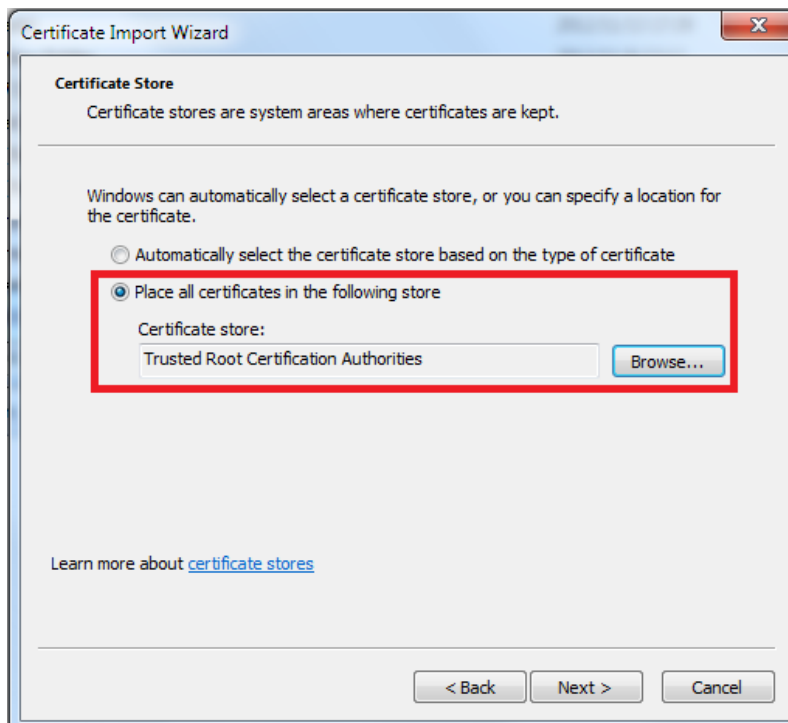 Certificate Import Wizard
Certificate Store
Certificate stores are system areas where certificates are kept.
Windows can automatically select a certificate store, or you can specify a location for
the certificate.
Automatically select the certificate store based on the type of certificate
Place all certificates in the following store
Certificate store:
Trusted Root Certification Authorities
Browse...
Learn more about certificate stores
< Back
Next >
Cancel